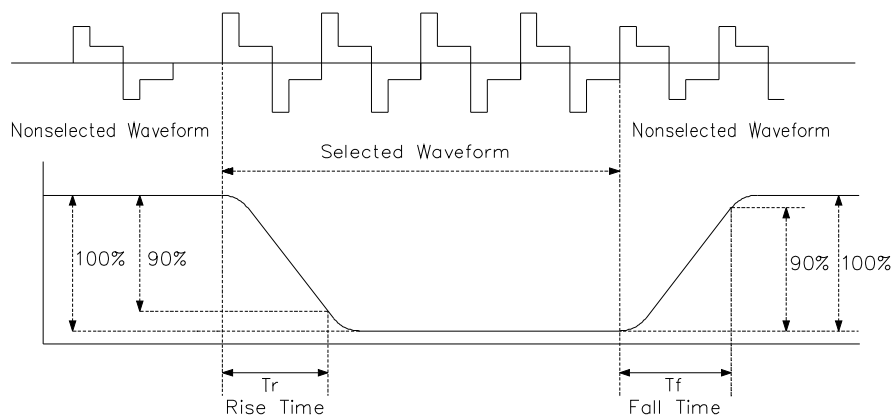 Nonselected Waveform
Selected Waveform
Nonselected Waveform
100%
90%
90%
100%
Tr
Rise Time
Tf
Fall Time